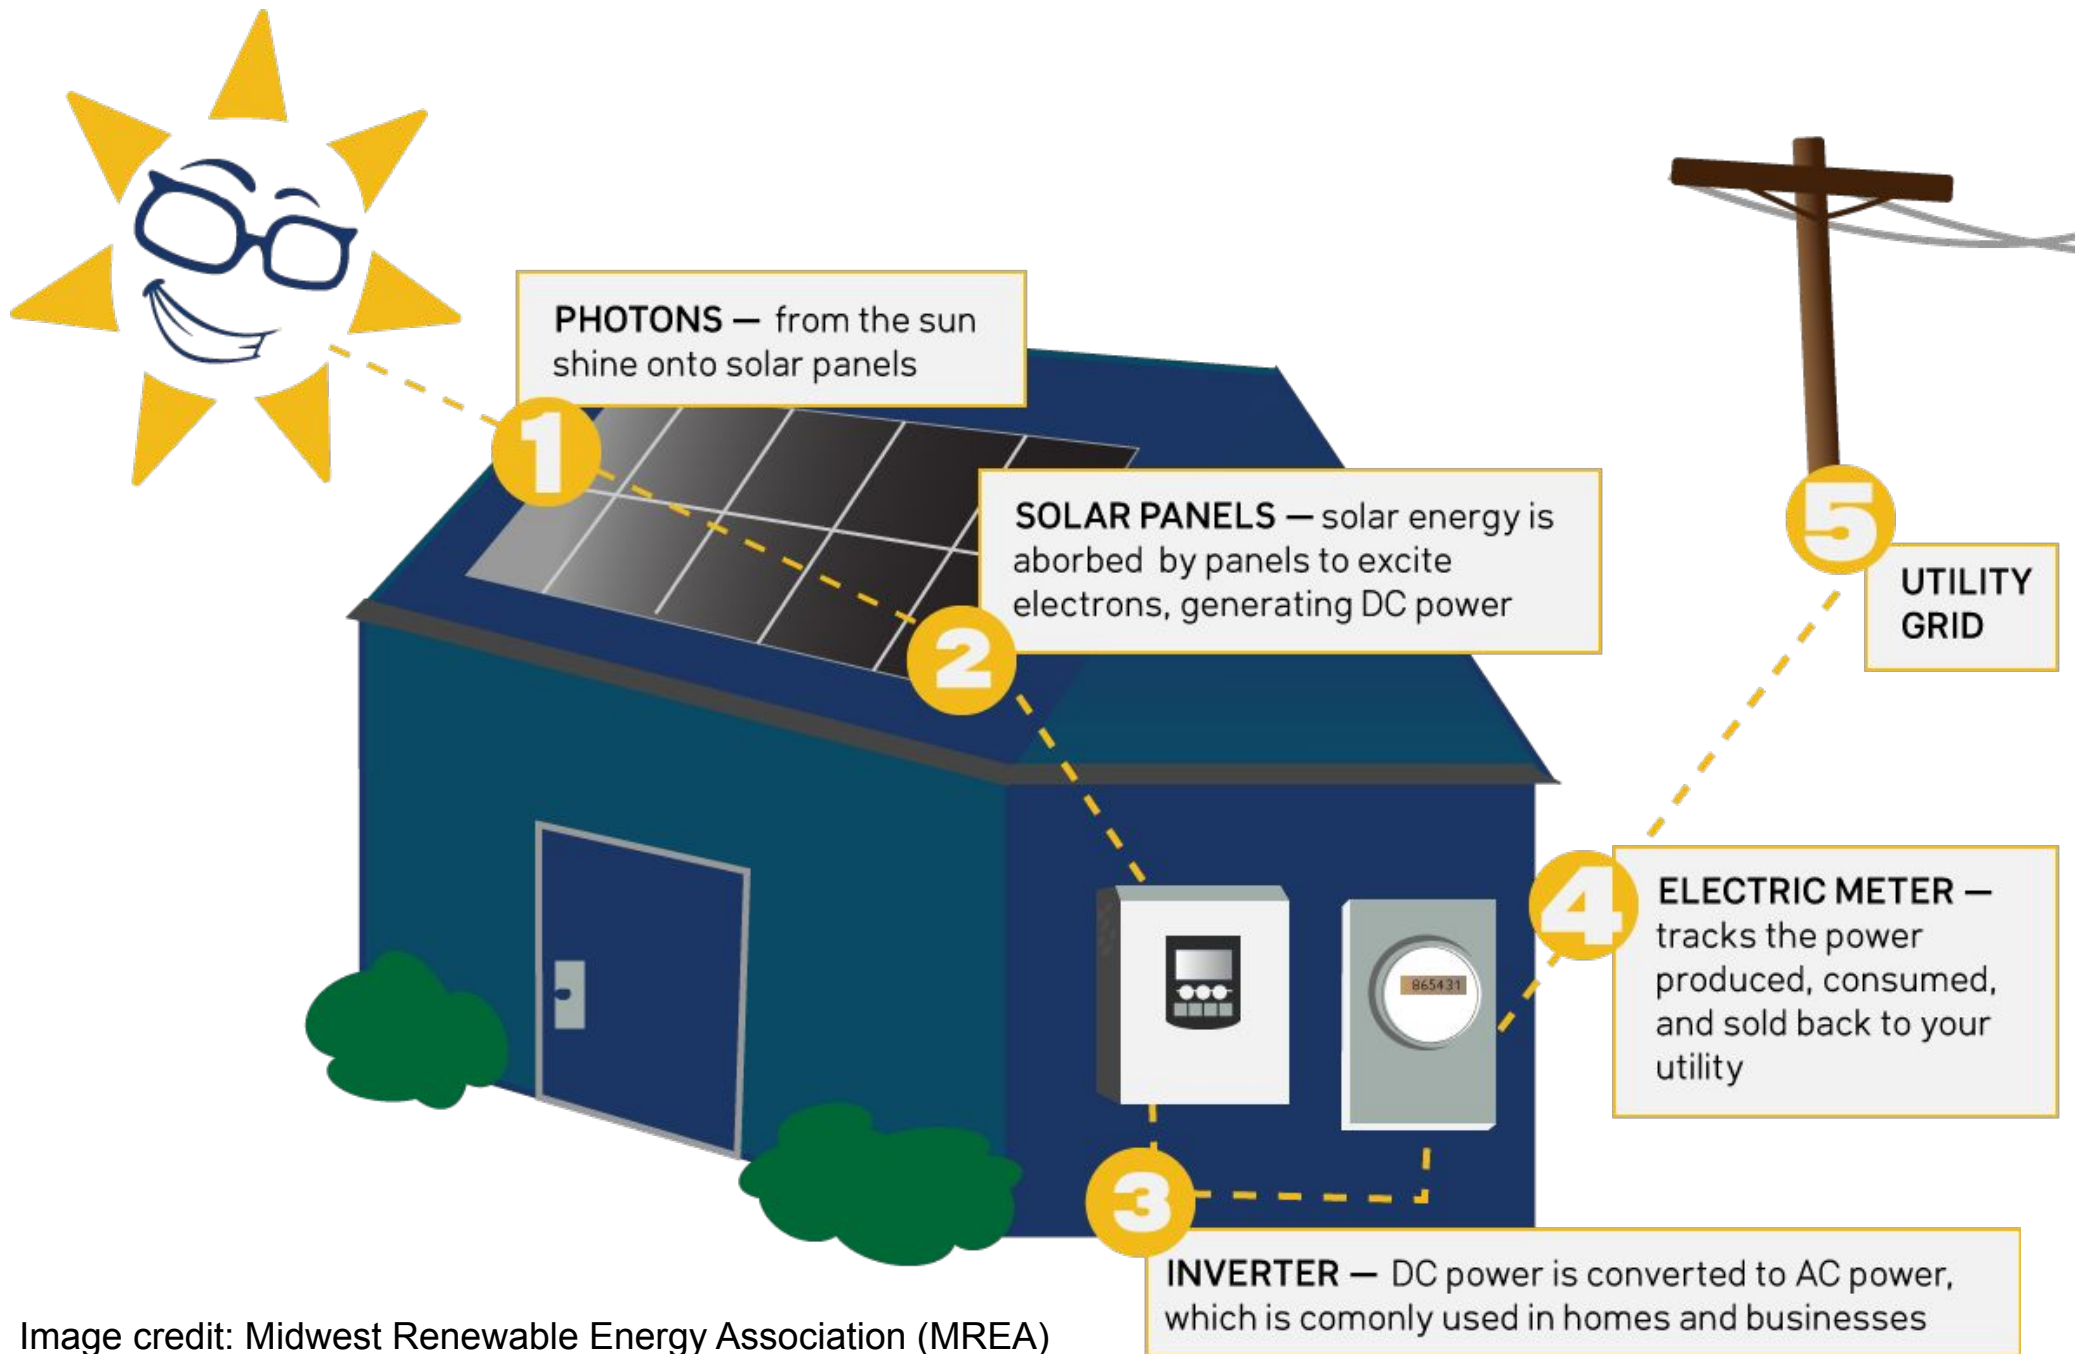 1
PHOTONS — from the sun
shine onto solar panels
2
SOLAR PANELS — solar energy is
aborbed by panels to excite
electrons, generating DC power
3
INVERTER — DC power is converted to AC power,
which is comonly used in homes and businesses
865431
4
ELECTRIC METER —
tracks the power
produced, consumed,
and sold back to your
utility
5
UTILITY
GRID
Image credit: Midwest Renewable Energy Association (MREA)